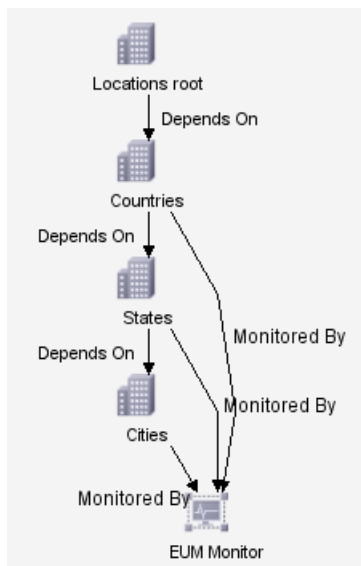 Locations root
Depends On
Countries
Depends On
States
Monitored By
Depends On
Monitored By
Cities
Monitored By
EUM Monitor